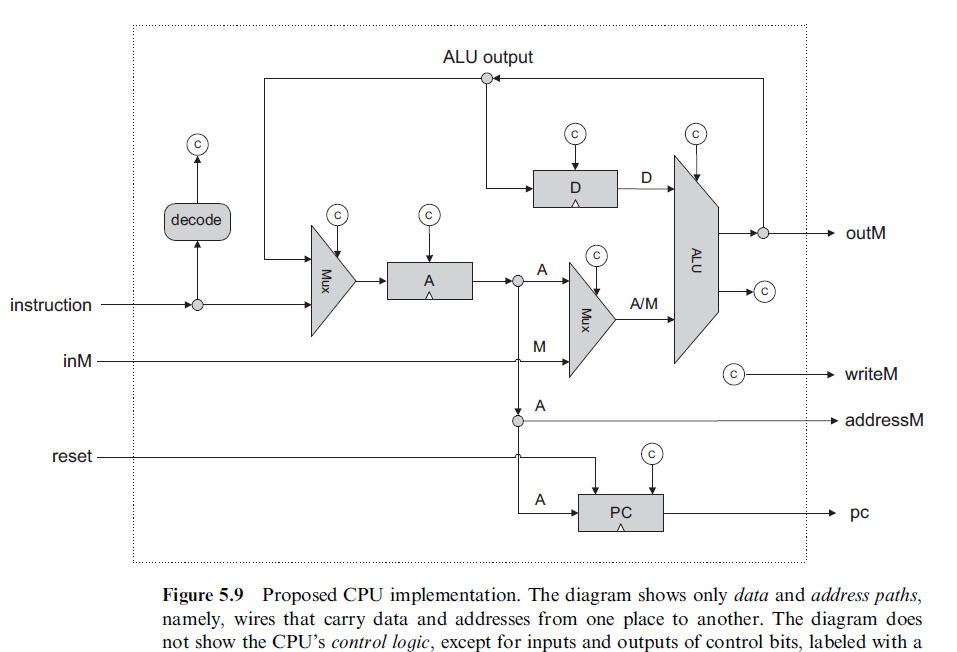 ALU output
C
C
C
decode
D
D
C
C
C
outM
Mux
A
A
ALU
instruction
Mux
A/M
C
inM
M
C
writeM
A
addressM
reset
C
A
PC
pc
Figure 5.9 Proposed CPU implementation. The diagram shows only data and address paths,
namely, wires that carry data and addresses from one place to another. The diagram does
not show the CPU’s control logic, except for inputs and outputs of control bits, labeled with a